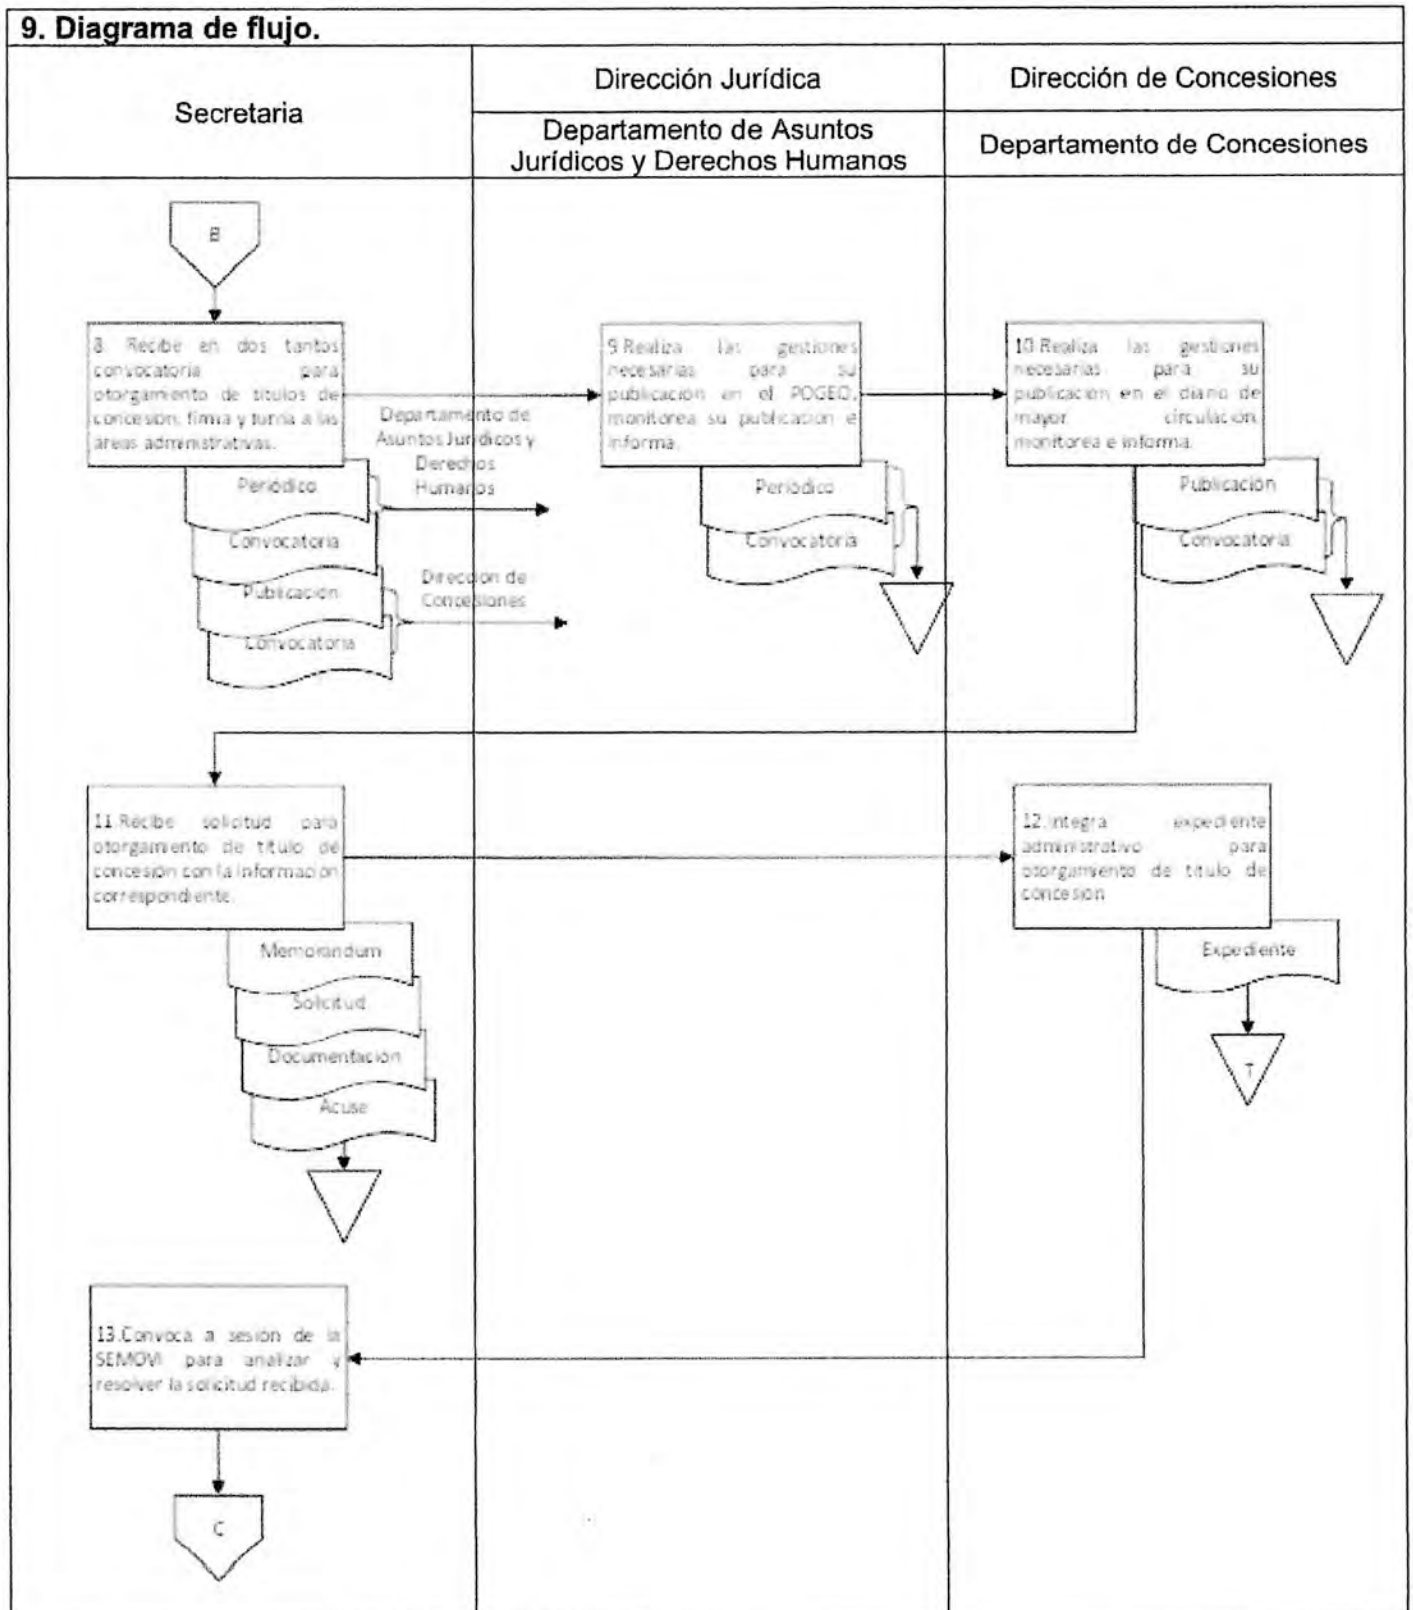 9. Diagrama de flujo.
Secretaria
Dirección Jurídica
Departamento de Asuntos
Jurídicos y Derechos Humanos
Dirección de Concesiones
Departamento de Concesiones
B
8. Recibe en dos tantos
convocatoria para
otorgamiento de títulos de
concesión, firma y turna a las
áreas administrativas.
Periódico
Convocatoria
Publicación
Convocatoria
Departamento de
Asuntos Jurídicos y
Derechos
Humanos
Dirección de
Concesiones
9.Realiza las gestiones
necesarias para su
publicación en el POGEO,
monitorea su publicación e
informa.
Periódico
Convocatoria
10.Realiza las gestiones
necesarias para su
publicación en el diario de
mayor circulación,
monitorea e informa.
Publicación
Convocatoria
11.Recibe solicitud para
otorgamiento de título de
concesión con la información
correspondiente.
Memorándum
Solicitud
Documentación
Acuse
12.Integra expediente
administrativo para
otorgamiento de título de
concesión
Expediente
T
13.Convoca a sesión de la
SEMOVI para analizar y
resolver la solicitud recibida.
C